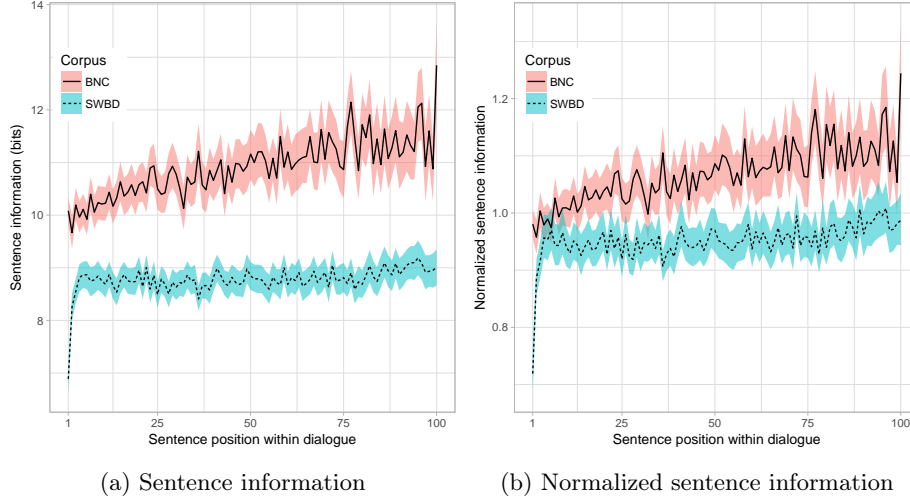 14
12
10
8
Sentence information (bits)
Corpus
BNC
SWBD
1
25
50
75
100
Sentence position within dialogue
(a) Sentence information
1.2
1.0
0.8
Normalized sentence information
Corpus
BNC
SWBD
1
25
50
75
100
Sentence position within dialogue
(b) Normalized sentence information